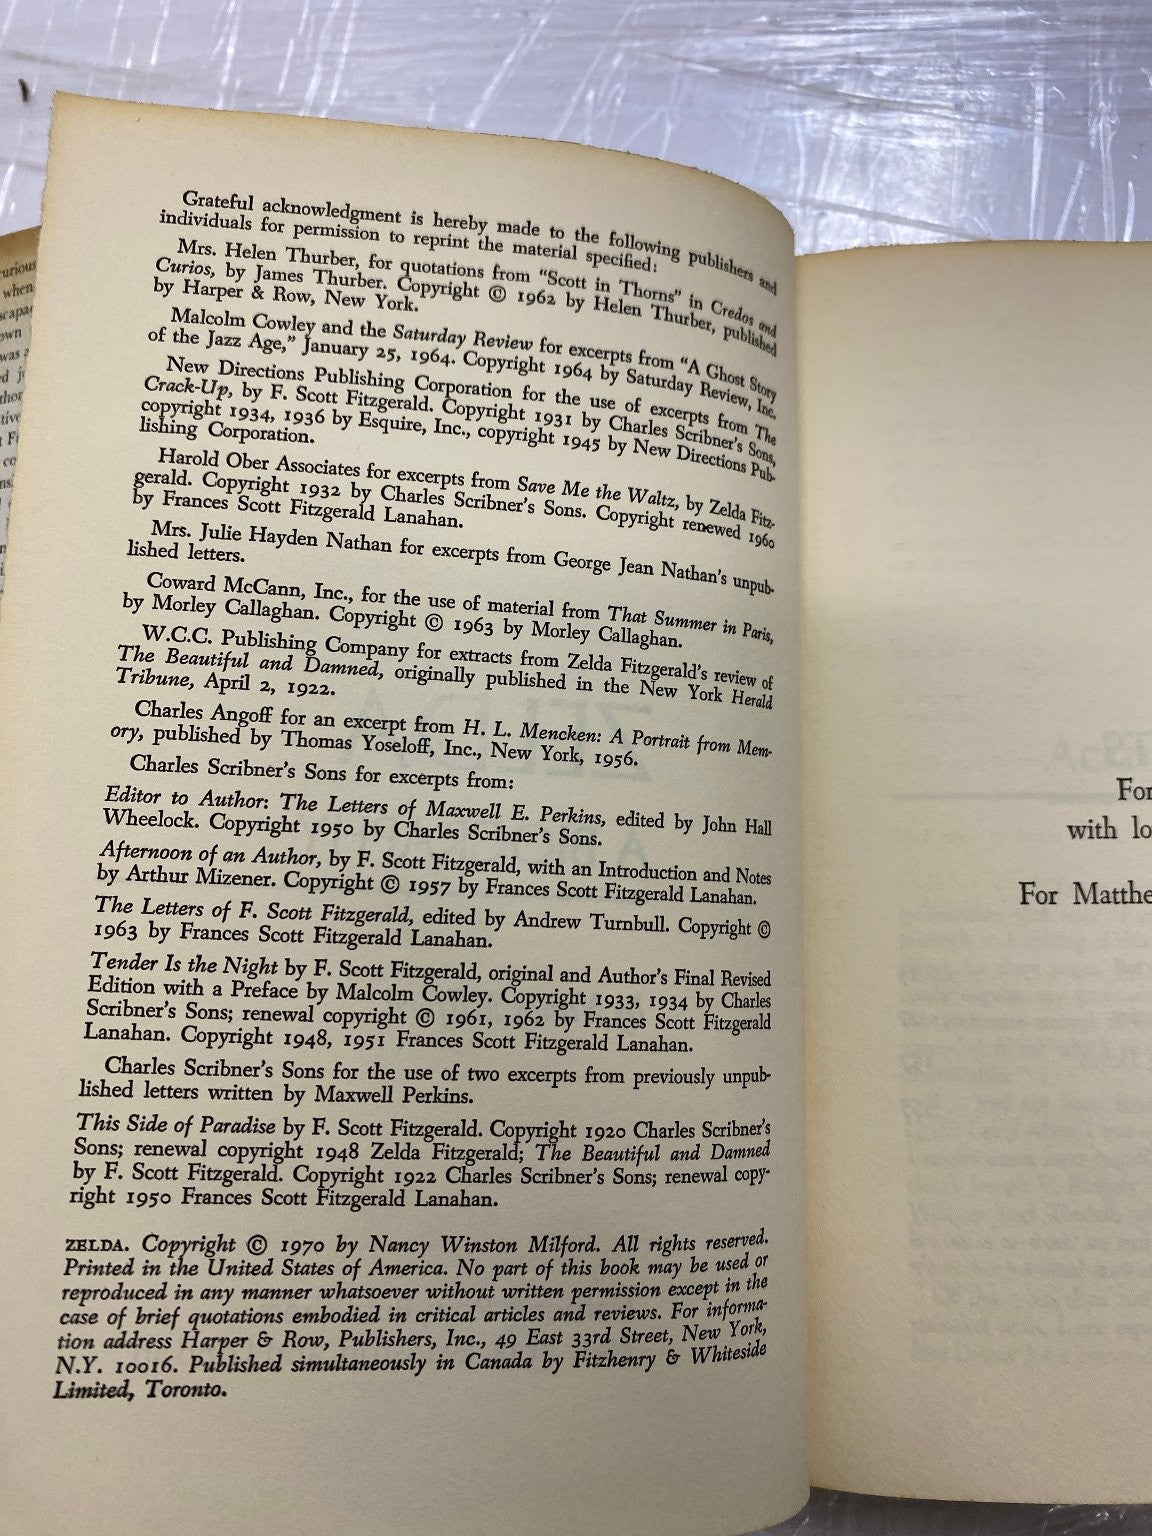 Grateful acknowledgment is hereby made to the following publishers and
individuals for permission to reprint the material specified:
Mrs. Helen Thurber, for quotations from "Scott in Thorns" in Credos and
Curios, by James Thurber. Copyright © 1962 by Helen Thurber, published
by Harper & Row, New York.
Malcolm Cowley and the Saturday Review for excerpts from "A Ghost Story
of the Jazz Age," January 25, 1964. Copyright 1964 by Saturday Review, Inc.
New Directions Publishing Corporation for the use of excerpts from The
Crack-Up, by F. Scott Fitzgerald. Copyright 1931 by Charles Scribner's Sons,
copyright 1934, 1936 by Esquire, Inc., copyright 1945 by New Directions Pub-
lishing Corporation.
Harold Ober Associates for excerpts from Save Me the Waltz, by Zelda Fitz-
gerald. Copyright 1932 by Charles Scribner's Sons. Copyright renewed 1960
by Frances Scott Fitzgerald Lanahan.
Mrs. Julie Hayden Nathan for excerpts from George Jean Nathan's unpub-
lished letters.
Coward McCann, Inc., for the use of material from That Summer in Paris,
by Morley Callaghan. Copyright © 1963 by Morley Callaghan.
W.C.C. Publishing Company for extracts from Zelda Fitzgerald's review of
The Beautiful and Damned, originally published in the New York Herald
Tribune, April 2, 1922.
Charles Angoff for an excerpt from H. L. Mencken: A Portrait from Mem-
ory, published by Thomas Yoseloff, Inc., New York, 1956.
Charles Scribner's Sons for excerpts from:
Editor to Author: The Letters of Maxwell E. Perkins, edited by John Hall
Wheelock. Copyright 1950 by Charles Scribner's Sons.
Afternoon of an Author, by F. Scott Fitzgerald, with an Introduction and Notes
by Arthur Mizener. Copyright © 1957 by Frances Scott Fitzgerald Lanahan.
The Letters of F. Scott Fitzgerald, edited by Andrew Turnbull. Copyright ©
1963 by Frances Scott Fitzgerald Lanahan.
Tender Is the Night by F. Scott Fitzgerald, original and Author's Final Revised
Edition with a Preface by Malcolm Cowley. Copyright 1933, 1934 by Charles
Scribner's Sons; renewal copyright © 1961, 1962 by Frances Scott Fitzgerald
Lanahan. Copyright 1948, 1951 Frances Scott Fitzgerald Lanahan.
Charles Scribner's Sons for the use of two excerpts from previously unpub-
lished letters written by Maxwell Perkins.
This Side of Paradise by F. Scott Fitzgerald. Copyright 1920 Charles Scribner's
Sons; renewal copyright 1948 Zelda Fitzgerald; The Beautiful and Damned
by F. Scott Fitzgerald. Copyright 1922 Charles Scribner's Sons; renewal copy-
right 1950 Frances Scott Fitzgerald Lanahan.
ZELDA. Copyright © 1970 by Nancy Winston Milford. All rights reserved.
Printed in the United States of America. No part of this book may be used or
reproduced in any manner whatsoever without written permission except in the
case of brief quotations embodied in critical articles and reviews. For informa-
tion address Harper & Row, Publishers, Inc., 49 East 33rd Street, New York,
N.Y. 10016. Published simultaneously in Canada by Fitzhenry & Whiteside
Limited, Toronto.
For
with lo
For Matthe